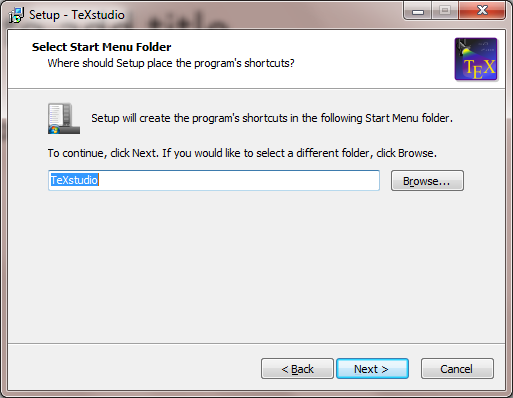 Setup - TeXstudio
Select Start Menu Folder
Where should Setup place the program's shortcuts?
TEX
Setup will create the program's shortcuts in the following Start Menu folder.
To continue, click Next. If you would like to select a different folder, click Browse.
TeXstudio
Browse...
< Back
Next >
Cancel